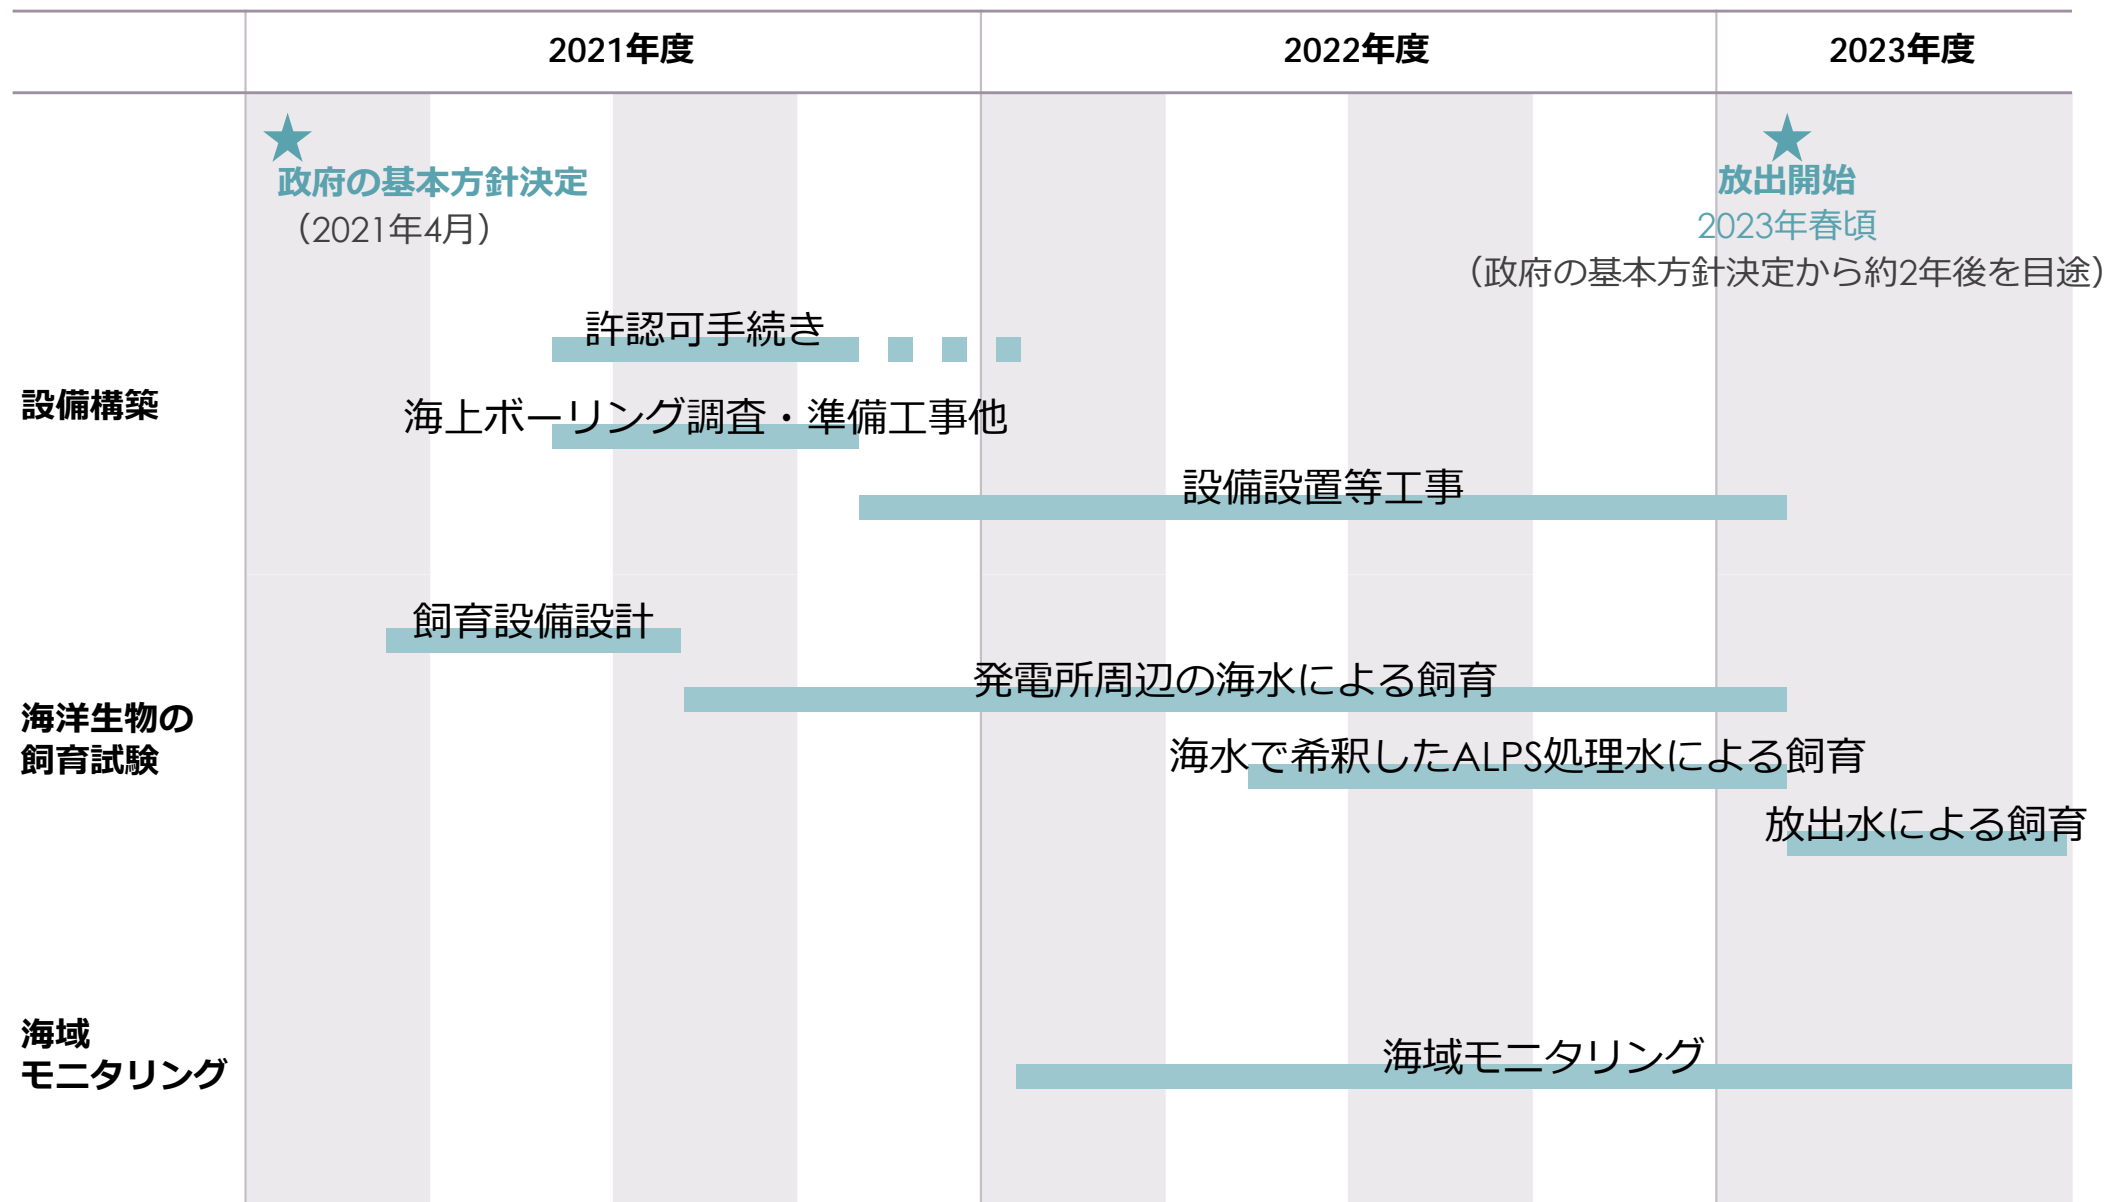 2021年度
2022年度
2023年度
政府の基本方針決定
（2021年4月）
放出開始
2023年春頃
（政府の基本方針決定から約2年後を目途）
設備構築
許認可手続き
海上ボーリング調査・準備工事他
設備設置等工事
海洋生物の
飼育試験
飼育設備設計
発電所周辺の海水による飼育
海水で希釈したALPS処理水による飼育
放出水による飼育
海域
モニタリング
海域モニタリング